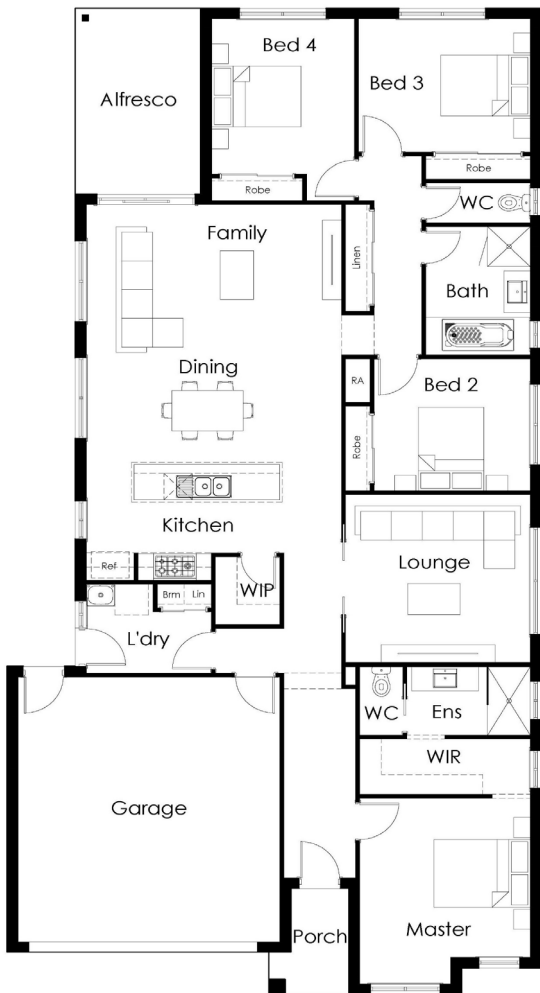 Bed 4
Bed 3
Alfresco
Robe
Robe
WC
Family
Linen
Bath
Dining
RA
Bed 2
Robe
Kitchen
Lounge
Ref
WIP
Brm
Lin
L'dry
WC
Ens
WIR
Garage
Porch
Master